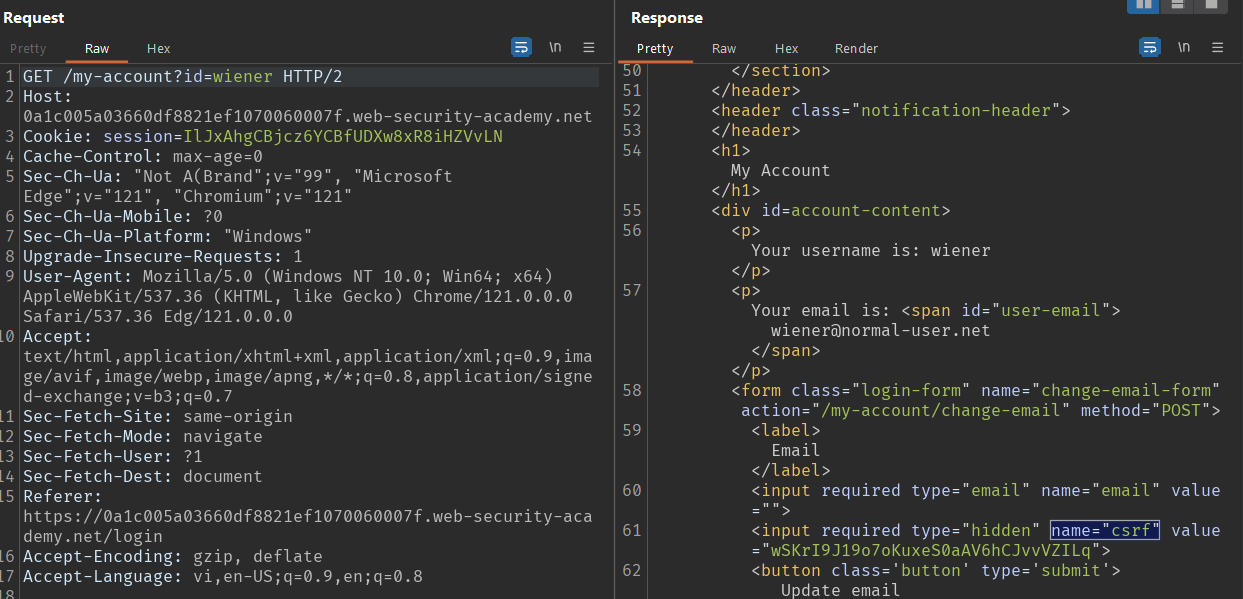 Request
Pretty Raw Hex \n
1 GET /my-account?id=wiener HTTP/2
2 Host:
0a1c005a03660df8821ef1070060007f.web-security-academy.net
3 Cookie: session=IlJxAhgCBjcz6YCBfUDXw8xR8iHZVvLN
4 Cache-Control: max-age=0
5 Sec-Ch-Ua: "Not A(Brand";v="99", "Microsoft
Edge";v="121", "Chromium";v="121"
6 Sec-Ch-Ua-Mobile: ?0
7 Sec-Ch-Ua-Platform: "Windows"
8 Upgrade-Insecure-Requests: 1
9 User-Agent: Mozilla/5.0 (Windows NT 10.0; Win64; x64)
AppleWebKit/537.36 (KHTML, like Gecko) Chrome/121.0.0.0
Safari/537.36 Edg/121.0.0.0
10 Accept:
text/html,application/xhtml+xml,application/xml;q=0.9,ima
ge/avif,image/webp,image/apng,*/*;q=0.8,application/signe
d-exchange;v=b3;q=0.7
11 Sec-Fetch-Site: same-origin
12 Sec-Fetch-Mode: navigate
13 Sec-Fetch-User: ?1
14 Sec-Fetch-Dest: document
15 Referer:
https://0a1c005a03660df8821ef1070060007f.web-security-aca
demy.net/login
16 Accept-Encoding: gzip, deflate
17 Accept-Language: vi,en-US;q=0.9,en;q=0.8
18
Response
Pretty Raw Hex Render \n
50 </section>
51 </header>
52 <header class="notification-header">
53 </header>
54 <h1>
My Account
</h1>
55 <div id=account-content>
56 <p>
Your username is: wiener
</p>
57 <p>
Your email is: <span id="user-email">
wiener@normal-user.net
</span>
</p>
58 <form class="login-form" name="change-email-form"
action="/my-account/change-email" method="POST">
59 <label>
Email
</label>
60 <input required type="email" name="email" value
="">
61 <input required type="hidden" name="csrf" value
="wSKrI9J19o7oKuxeS0aAV6hCJvvVZILq">
62 <button class='button' type='submit'>
Update email